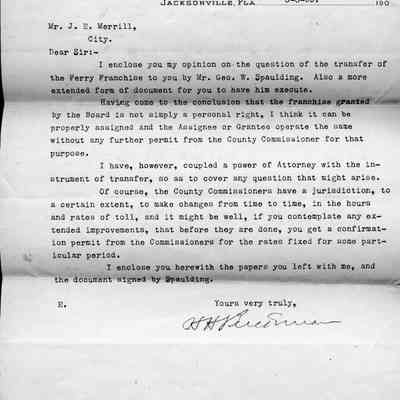 JACKSONVILLE, FLA. 190
Mr. J. E. Merrill,
City.
Dear Sir:-
I enclose you my opinion on the question of the transfer of
the Ferry Franchise to you by Mr. Geo. W. Spaulding. Also a more
extended form of document for you to have him execute.
Having come to the conclusion that the franchise granted
by the Board is not simply a personal right, I think it can be
properly assigned and the Assignee or Grantee operate the same
without any further permit from the County Commissioner for that
purpose.
I have, however, coupled a power of Attorney with the in-
strument of transfer, so as to cover any question that might arise.
Of course, the County Commissioners have a jurisdiction, to
a certain extent, to make changes from time to time, in the hours
and rates of toll, and it might be well, if you contemplate any ex-
tended improvements, that before they are done, you get a confirmat-
ion permit from the Commissioners for the rates fixed for some part-
icular period.
I enclose you herewith the papers you left with me, and
the document signed by Spaulding.
E. Yours very truly,